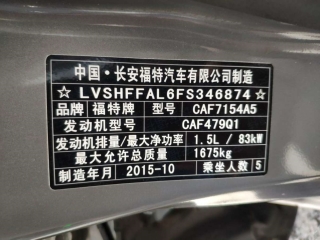 中国·长安福特汽车有限公司制造
☆ LVSHFFAL6FS346874 ☆
品牌 福特牌 型号 CAF7154A5
发动机型号 CAF479Q1
发动机排量/最大净功率 1.5L / 83kW
最大允许总质量 1675kg
制造年月 2015-10 乘坐人数 5